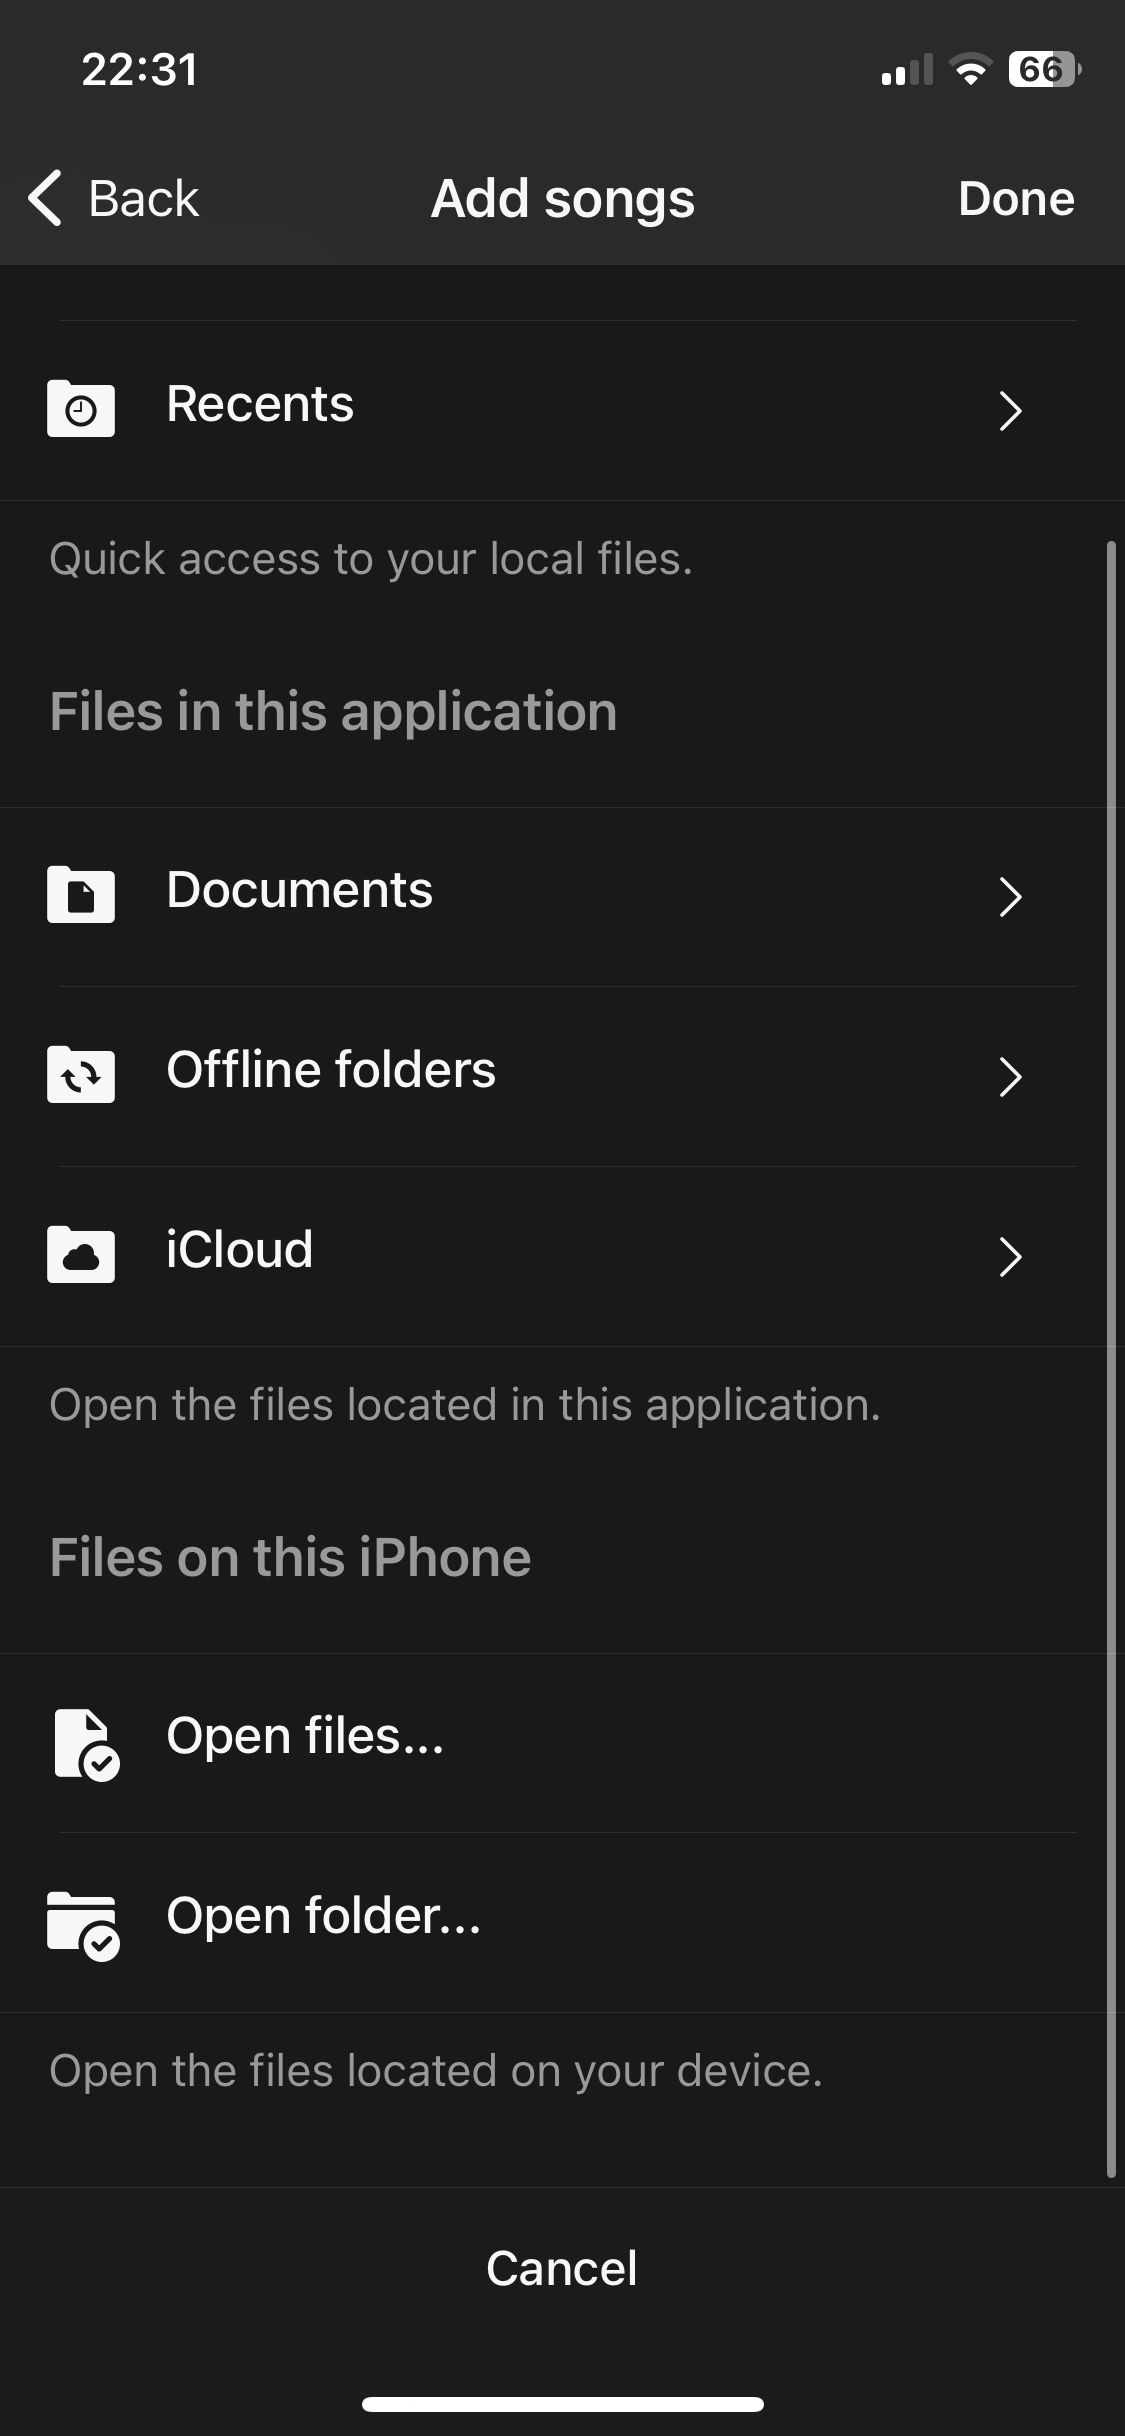 22:31
66
Back
Add songs
Done
Recents
Quick access to your local files.
Files in this application
Documents
Offline folders
iCloud
Open the files located in this application.
Files on this iPhone
Open files...
Open folder...
Open the files located on your device.
Cancel